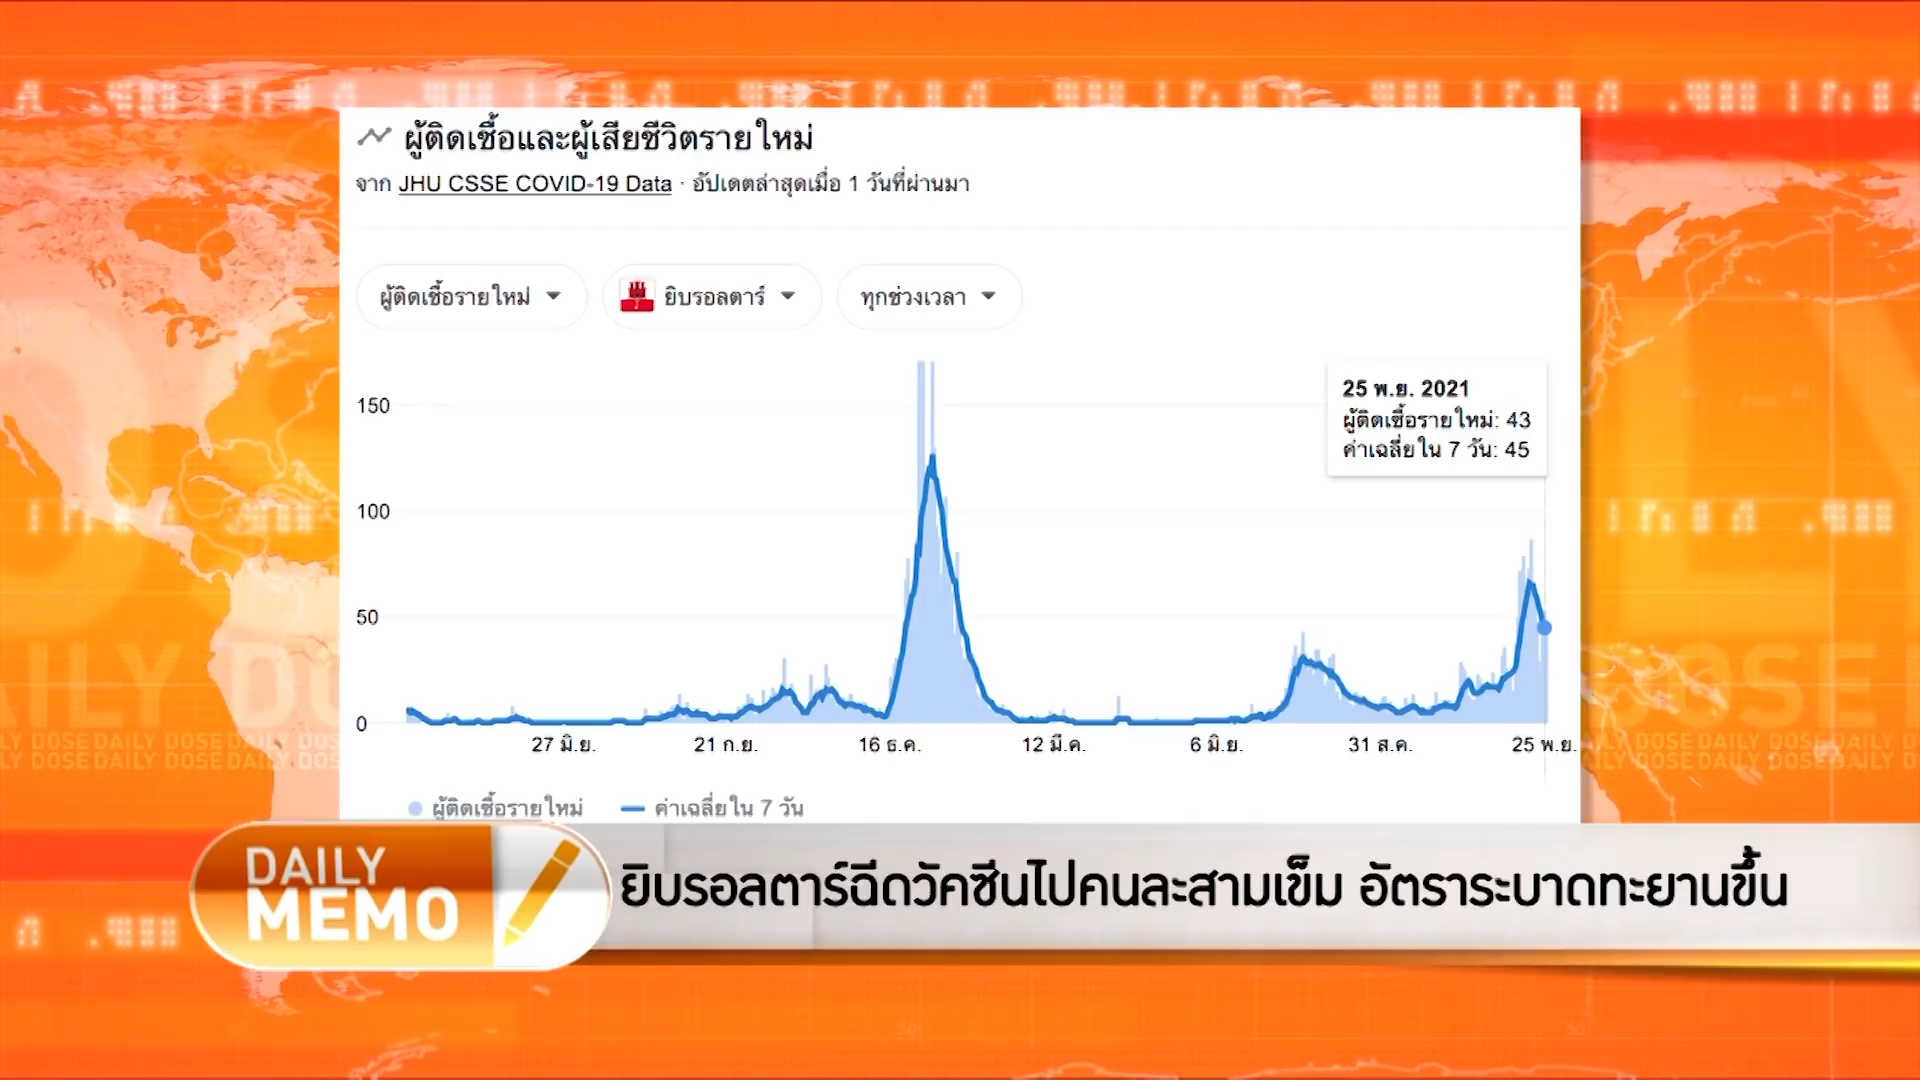 ผู้ติดเชื้อและผู้เสียชีวิตรายใหม่
จาก JHU CSSE COVID-19 Data · อัปเดตล่าสุดเมื่อ 1 วันที่ผ่านมา
ผู้ติดเชื้อรายใหม่ ยิบรอลตาร์ ทุกช่วงเวลา
25 พ.ย. 2021
ผู้ติดเชื้อรายใหม่: 43
ค่าเฉลี่ยใน 7 วัน: 45
150
100
50
0
27 มิ.ย. 21 ก.ย. 16 ธ.ค. 12 มี.ค. 6 มิ.ย. 31 ส.ค. 25 พ.ย.
ผู้ติดเชื้อรายใหม่ ค่าเฉลี่ยใน 7 วัน
DAILY
MEMO
ยิบรอลตาร์ฉีดวัคซีนไปคนละสามเข็ม อัตราระบาดทะยานขึ้น